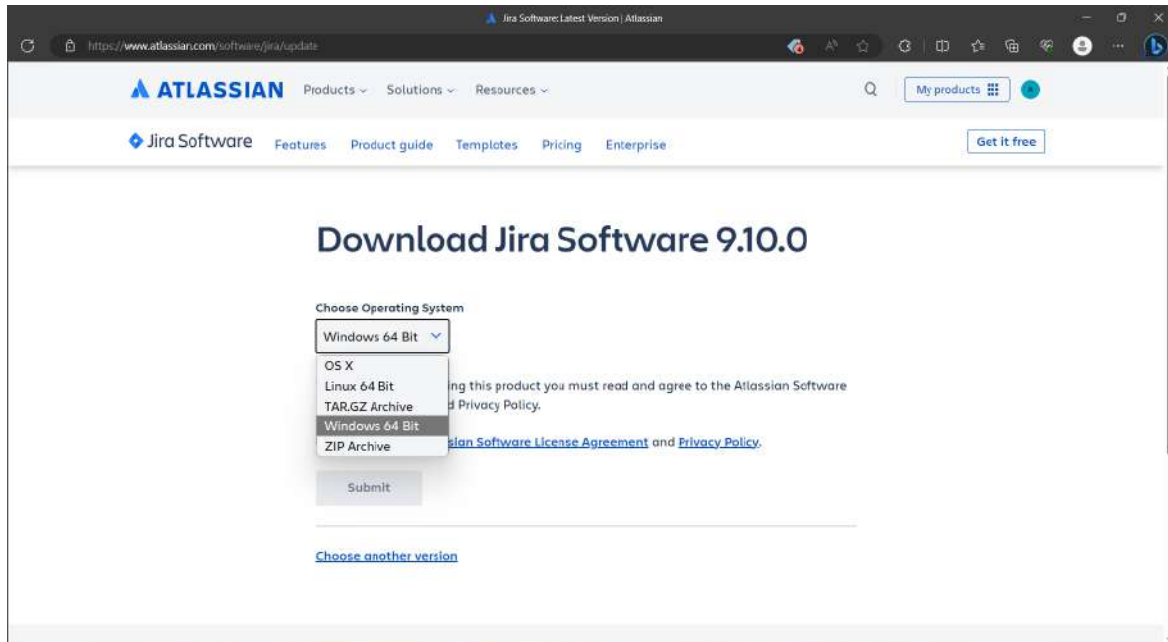 Jira Software: Latest Version | Atlassian
https://www.atlassian.com/software/jira/update
ATLASSIAN Products Solutions Resources My products
Jira Software Features Product guide Templates Pricing Enterprise Get it free
Download Jira Software 9.10.0
Choose Operating System
Windows 64 Bit
OS X
Linux 64 Bit ing this product you must read and agree to the Atlassian Software
TAR.GZ Archive d Privacy Policy.
Windows 64 Bit
ZIP Archive sian Software License Agreement and Privacy Policy.
Submit
Choose another version